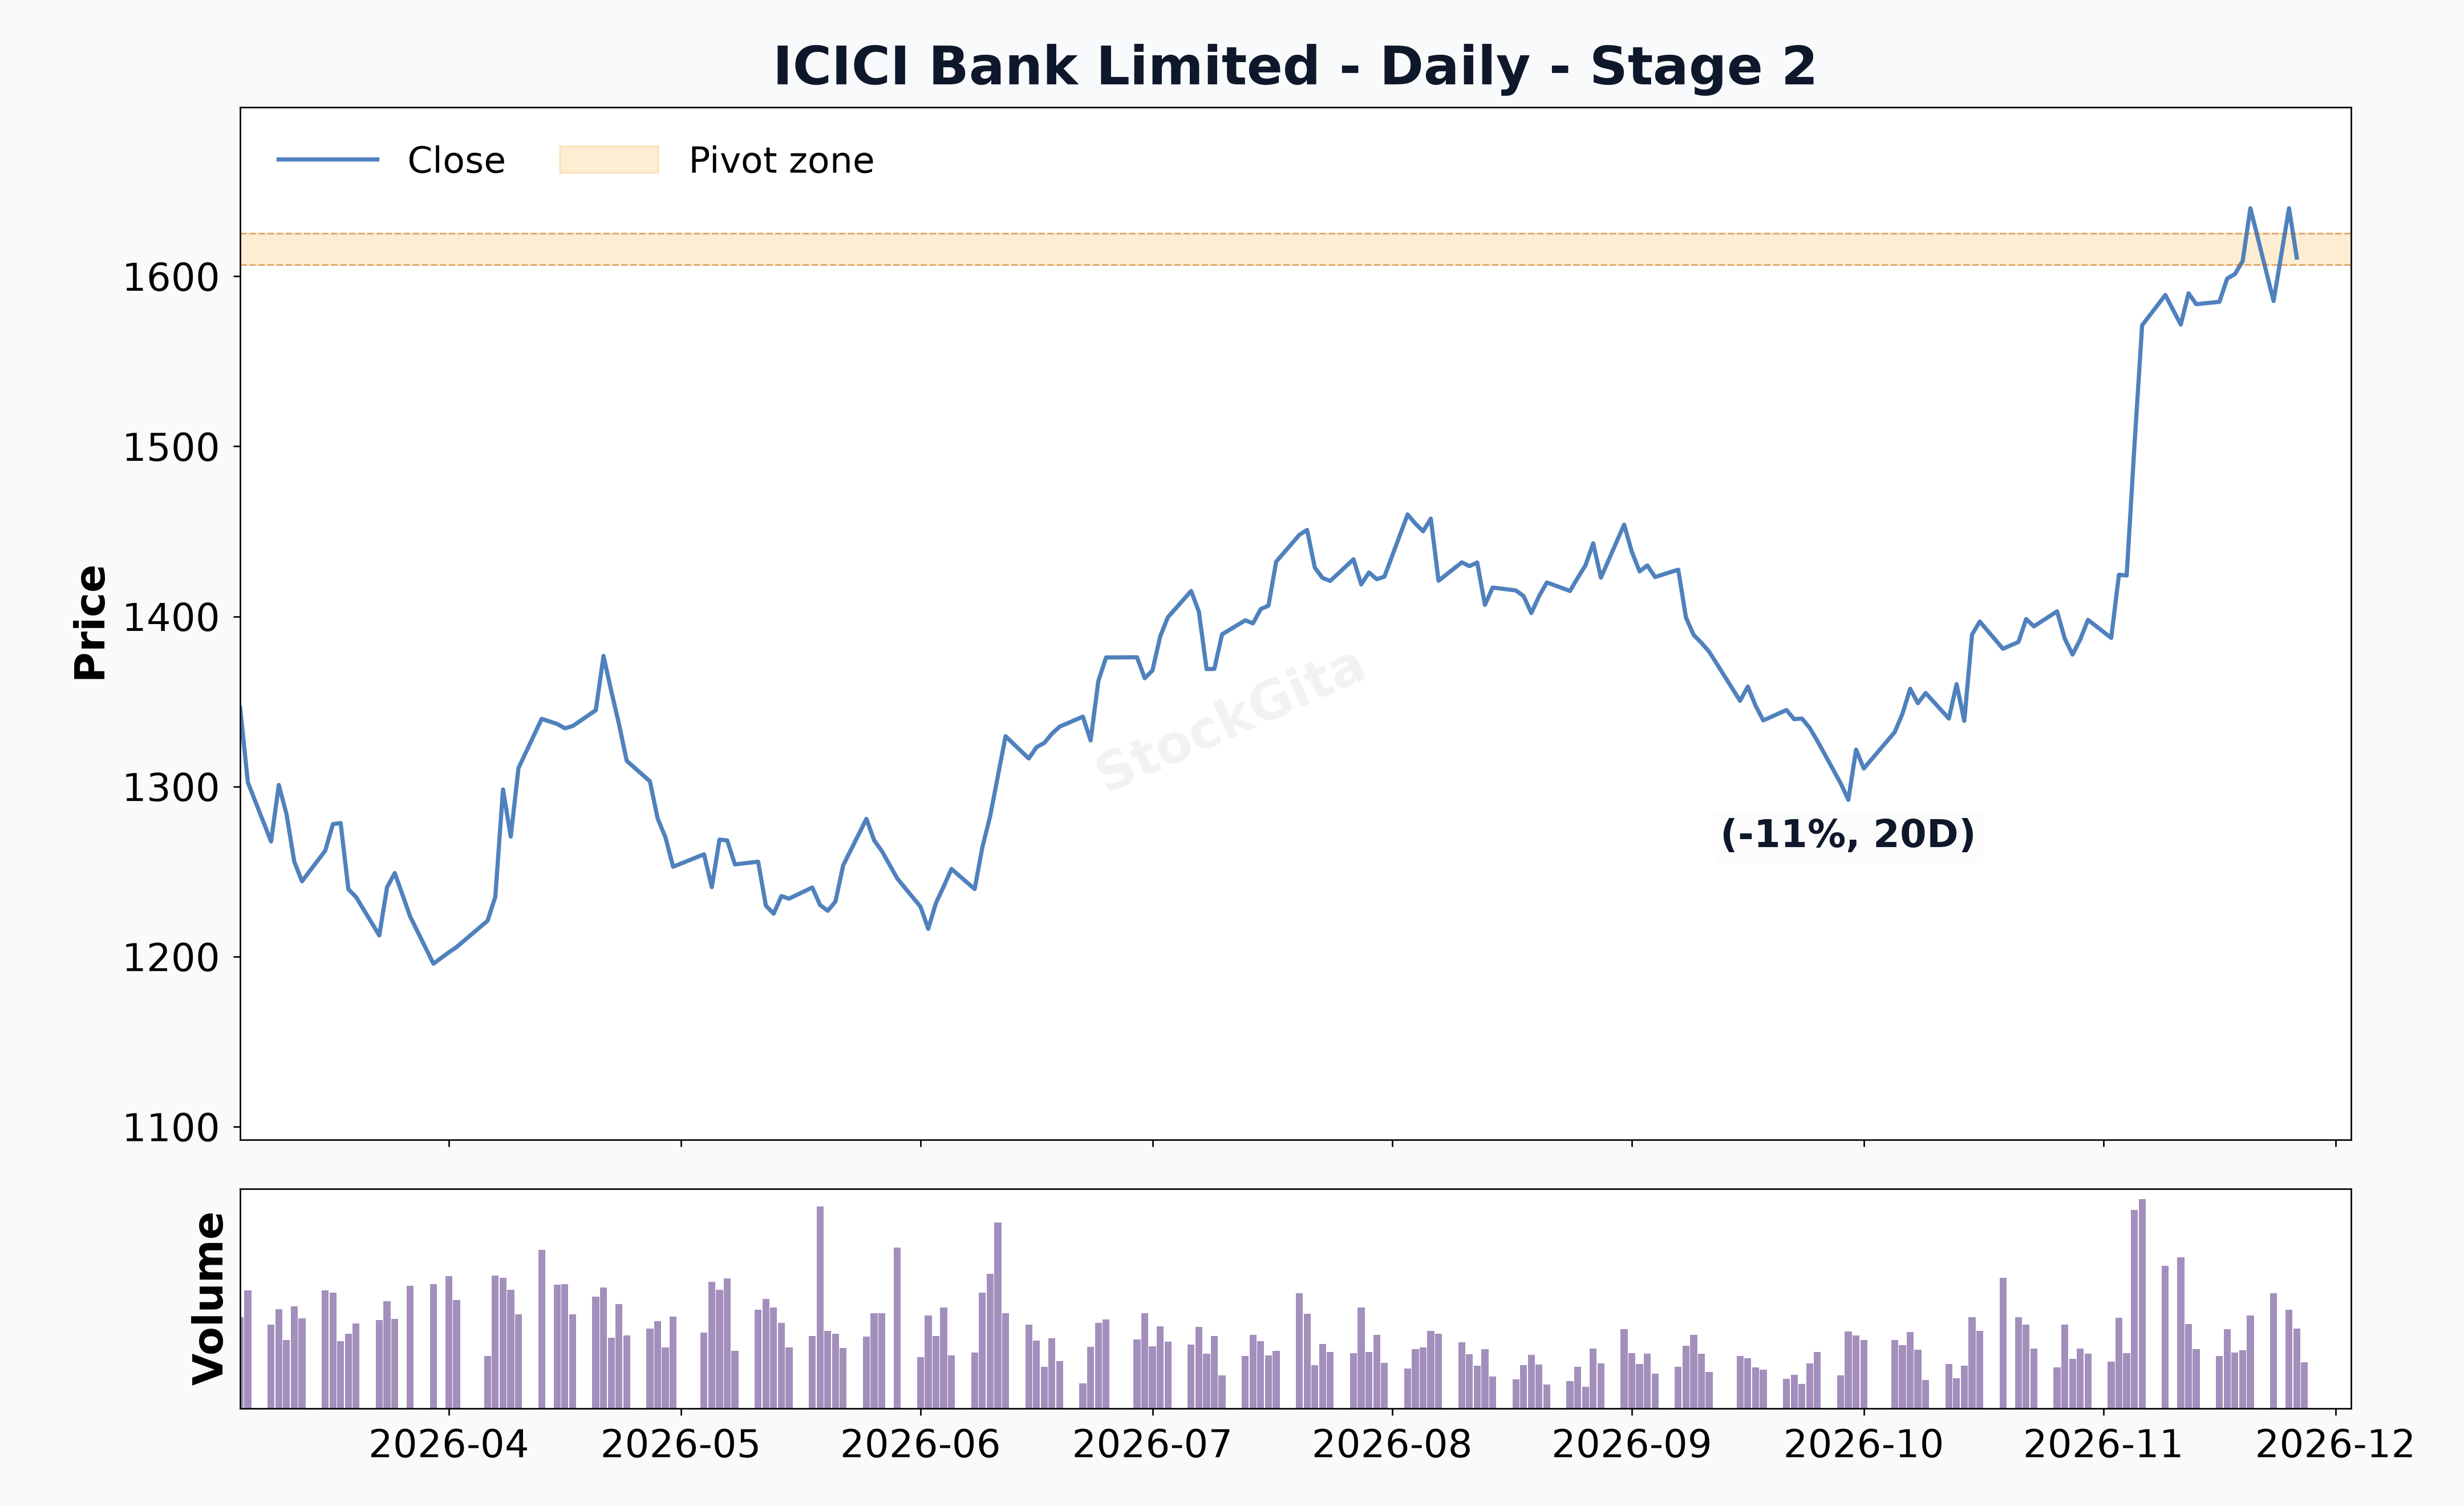 ICICI Bank Limited - Daily - Stage 2
Close
Pivot zone
1600
1500
1400
1300
1200
1100
Price
StockGita
(-11%, 20D)
Volume
2026-04
2026-05
2026-06
2026-07
2026-08
2026-09
2026-10
2026-11
2026-12